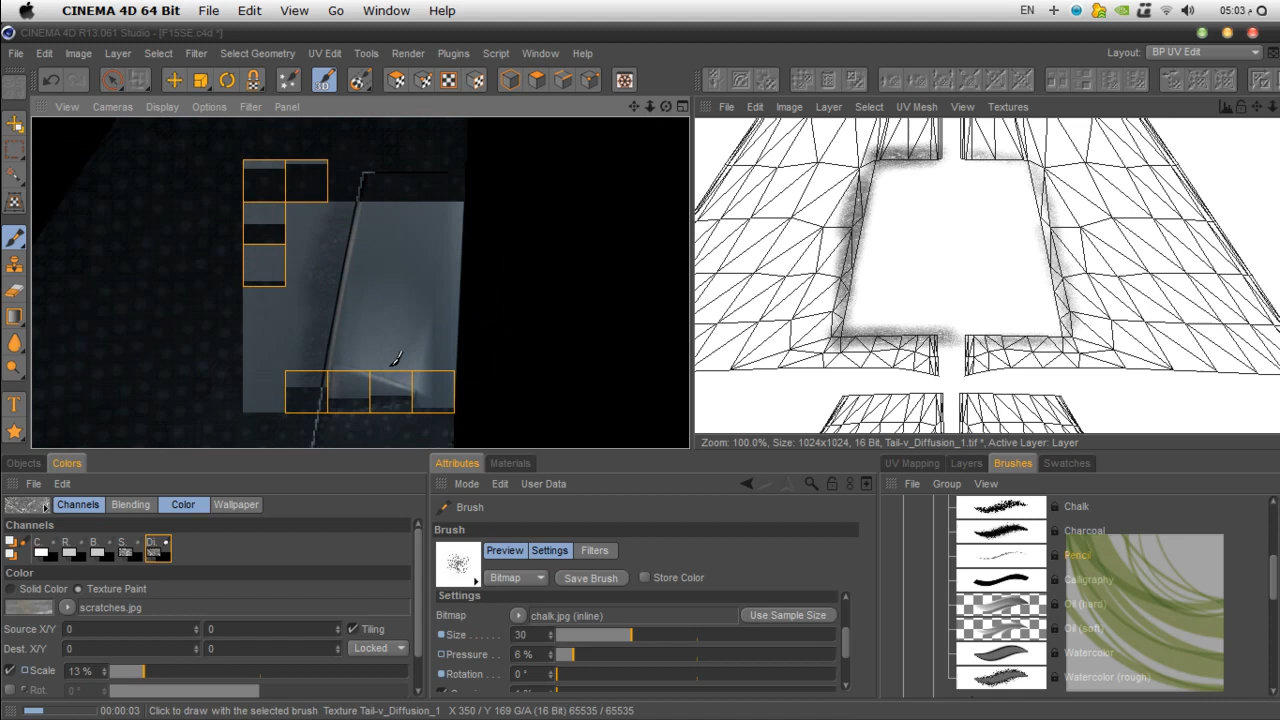 CINEMA 4D 64 Bit File Edit View Go Window Help EN 05:03 م
CINEMA 4D R13.061 Studio - [F15SE.c4d *]
File Edit Image Layer Select Filter Select Geometry UV Edit Tools Render Plugins Script Window Help Layout: BP UV Edit
3D
View Cameras Display Options Filter Panel
File Edit Image Layer Select UV Mesh View Textures
Zoom: 100.0%, Size: 1024x1024, 16 Bit, Tail-v_Diffusion_1.tif *, Active Layer: Layer
Objects Colors
File Edit
Channels Blending Color Wallpaper
Channels
C. R. B. S. Di.
Color
Solid Color Texture Paint
scratches.jpg
Source X/Y 0 0 Tiling
Dest. X/Y 0 0 Locked
Scale 13 %
Rot. 0 °
Attributes Materials
Mode Edit User Data
Brush
Brush
Preview Settings Filters
Bitmap Save Brush Store Color
Settings
Bitmap chalk.jpg (inline) Use Sample Size
Size 30
Pressure 6 %
Rotation 0 °
UV Mapping Layers Brushes Swatches
File Group View
Chalk
Charcoal
Pencil
Calligraphy
Oil (hard)
Oil (soft)
Watercolor
Watercolor (rough)
00:00:03 Click to draw with the selected brush Texture Tail-v_Diffusion_1 X 350 / Y 169 G/A (16 Bit) 65535 / 65535